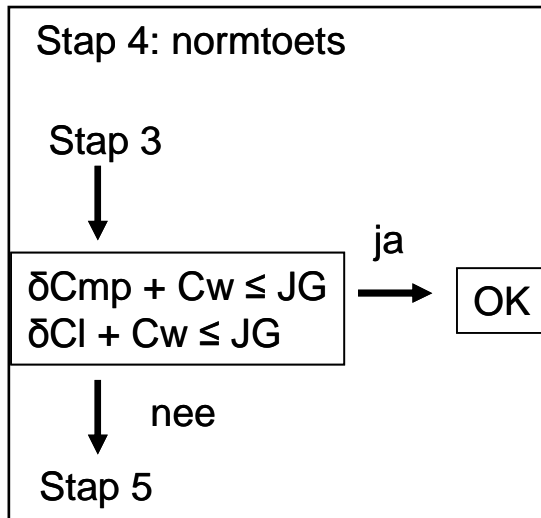 Stap 4: normtoets
Stap 3
ja
δCmp + Cw ≤ JG
δCl + Cw ≤ JG
OK
nee
Stap 5